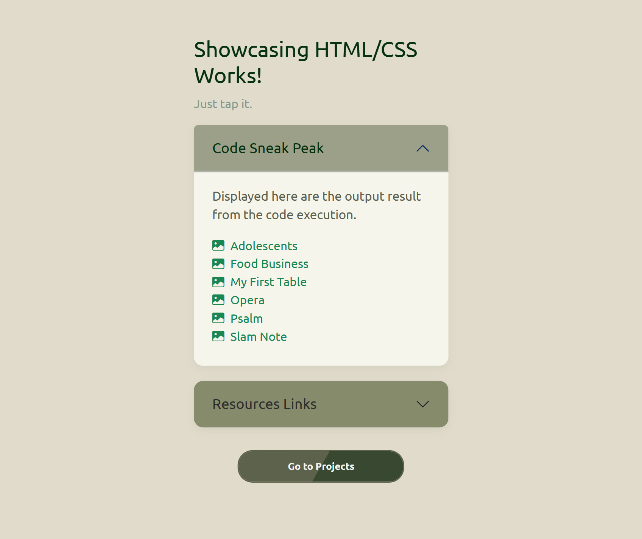 Showcasing HTML/CSS
Works!
Just tap it.
Code Sneak Peak
Displayed here are the output result
from the code execution.
Adolescents
Food Business
My First Table
Opera
Psalm
Slam Note
Resources Links
Go to Projects